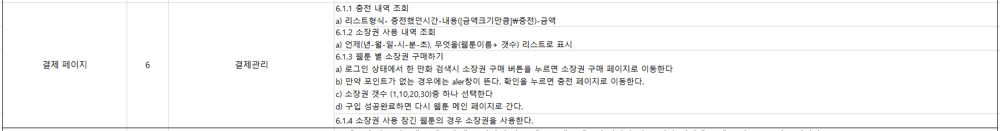 6.1.1 충전 내역 조회
a) 리스트형식- 충전했던시간-내용([금액크기만큼]₩충전)-금액
6.1.2 소장권 사용 내역 조회
a) 언제(년-월-일-시-분-초), 무엇을(웹툰이름+ 갯수) 리스트로 표시
결제 페이지
6
결제관리
6.1.3 웹툰 별 소장권 구매하기
a) 로그인 상태에서 한 만화 검색시 소장권 구매 버튼을 누르면 소장권 구매 페이지로 이동한다
b) 만약 포인트가 없는 경우에는 aler창이 뜬다. 확인을 누르면 충전 페이지로 이동한다.
c) 소장권 갯수 (1,10,20,30)중 하나 선택한다
d) 구입 성공완료하면 다시 웹툰 메인 페이지로 간다.
6.1.4 소장권 사용 잠긴 웹툰의 경우 소장권을 사용한다.